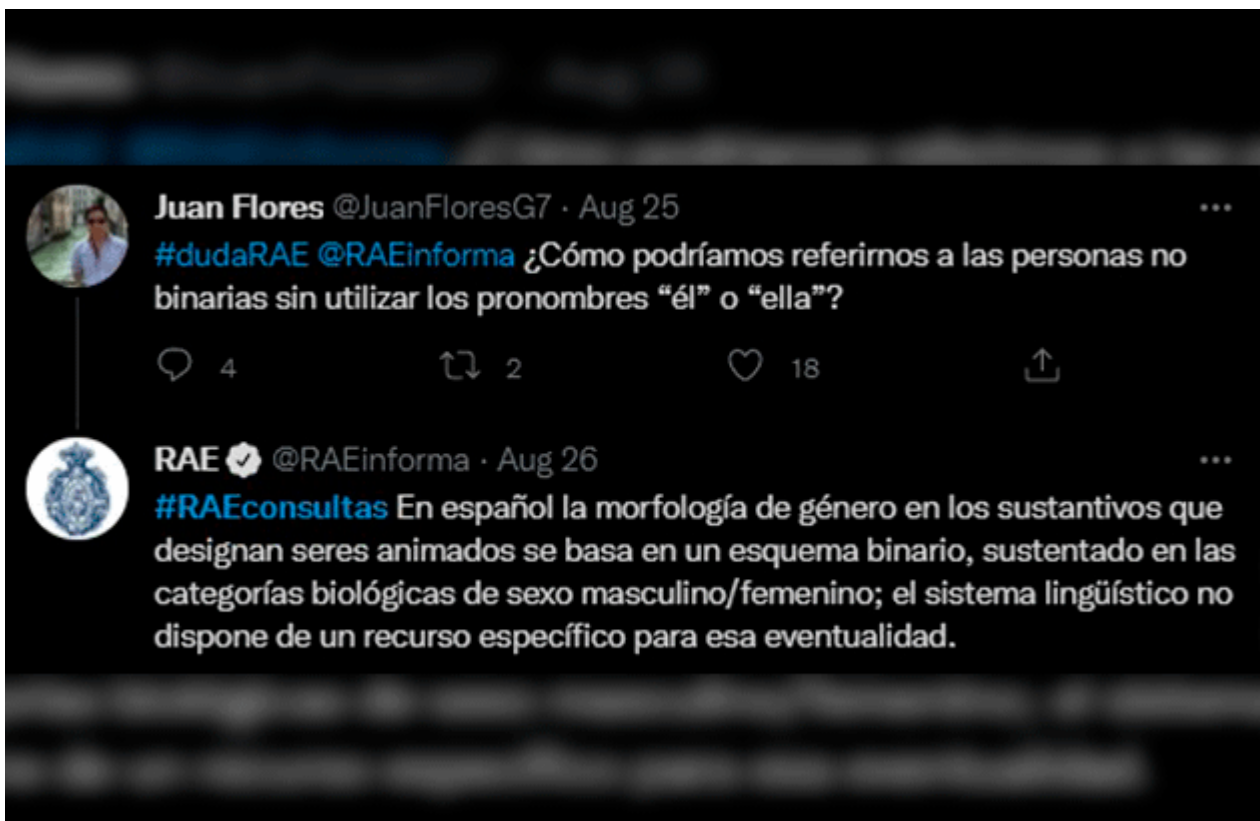 Juan Flores @JuanFloresG7 · Aug 25
#dudaRAE @RAEinforma ¿Cómo podríamos referirnos a las personas no
binarias sin utilizar los pronombres “él” o “ella”?
4 2 18
RAE @RAEinforma · Aug 26
#RAEconsultas En español la morfología de género en los sustantivos que
designan seres animados se basa en un esquema binario, sustentado en las
categorías biológicas de sexo masculino/femenino; el sistema lingüístico no
dispone de un recurso específico para esa eventualidad.